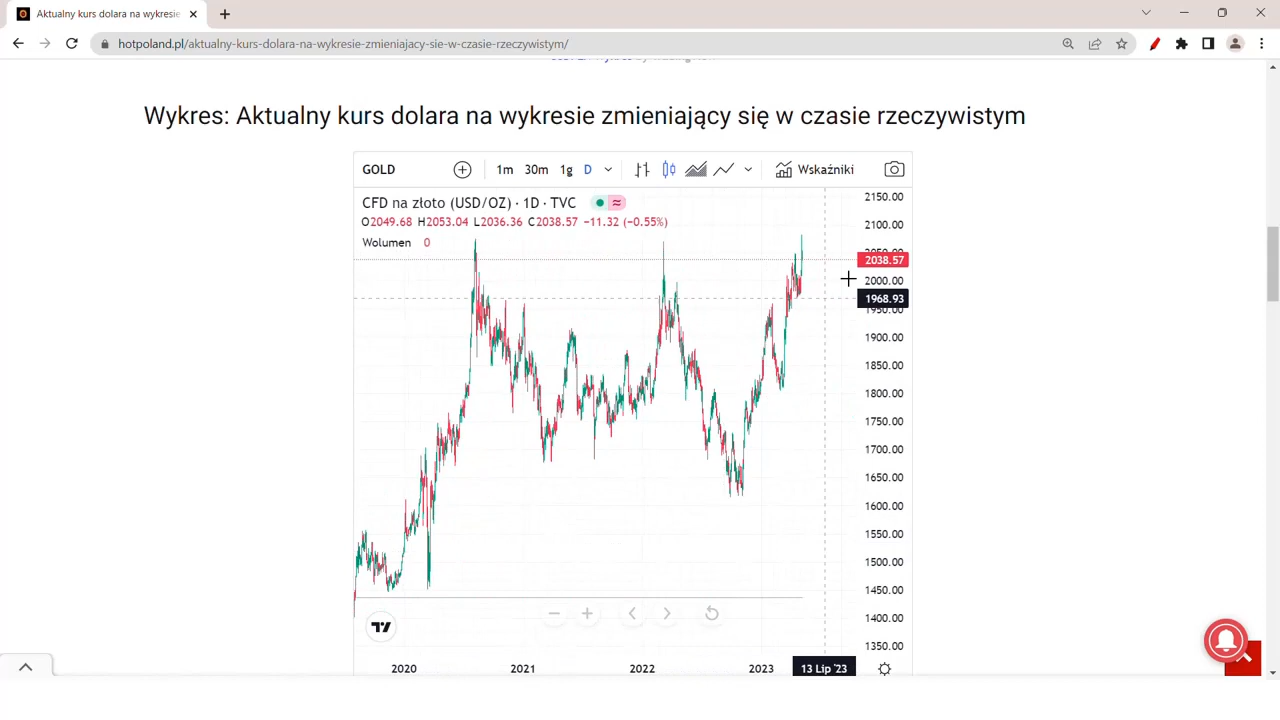 Aktualny kurs dolara na wykresie
hotpoland.pl/aktualny-kurs-dolara-na-wykresie-zmieniajacy-sie-w-czasie-rzeczywistym/
Wykres: Aktualny kurs dolara na wykresie zmieniający się w czasie rzeczywistym
GOLD 1m 30m 1g D Wskaźniki
CFD na złoto (USD/OZ) · 1D · TVC
O2049.68 H2053.04 L2036.36 C2038.57 −11.32 (−0.55%)
Wolumen 0
2150.00
2100.00
2050.00
2038.57
2000.00
1968.93
1950.00
1900.00
1850.00
1800.00
1750.00
1700.00
1650.00
1600.00
1550.00
1500.00
1450.00
1400.00
1350.00
2020 2021 2022 2023 13 Lip '23